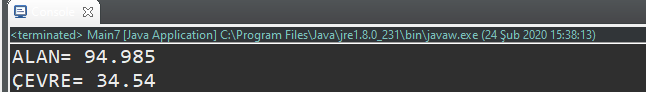 Console
<terminated> Main7 [Java Application] C:\Program Files\Java\jre1.8.0_231\bin\javaw.exe (24 Şub 2020 15:38:13)
ALAN= 94.985
ÇEVRE= 34.54